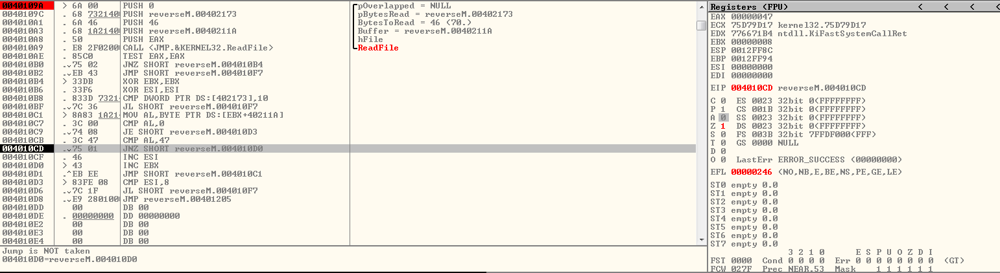 0040109A > 6A 00 PUSH 0 pOverlapped = NULL
0040109C . 68 7321400 PUSH reverseM.00402173 pBytesRead = reverseM.00402173
004010A1 . 6A 46 PUSH 46 BytesToRead = 46 (70.)
004010A3 . 68 1A21400 PUSH reverseM.0040211A Buffer = reverseM.0040211A
004010A8 . 50 PUSH EAX hFile
004010A9 . E8 2F02000 CALL <JMP.&KERNEL32.ReadFile> ReadFile
004010AE . 85C0 TEST EAX,EAX
004010B0 . 75 02 JNZ SHORT reverseM.004010B4
004010B2 . EB 43 JMP SHORT reverseM.004010F7
004010B4 > 33DB XOR EBX,EBX
004010B6 . 33F6 XOR ESI,ESI
004010B8 . 833D 7321 CMP DWORD PTR DS:[402173],10
004010BF . 7C 36 JL SHORT reverseM.004010F7
004010C1 > 8A83 1A21 MOV AL,BYTE PTR DS:[EBX+40211A]
004010C7 . 3C 00 CMP AL,0
004010C9 . 74 08 JE SHORT reverseM.004010D3
004010CB . 3C 47 CMP AL,47
004010CD . 75 01 JNZ SHORT reverseM.004010D0
004010CF . 46 INC ESI
004010D0 > 43 INC EBX
004010D1 .^EB EE JMP SHORT reverseM.004010C1
004010D3 > 83FE 08 CMP ESI,8
004010D6 . 7C 1F JL SHORT reverseM.004010F7
004010D8 . E9 2801000 JMP reverseM.00401205
004010DD 00 DB 00
004010DE . 00000000 DD 00000000
004010E2 00 DB 00
004010E3 00 DB 00
004010E4 00 DB 00
Jump is NOT taken
004010D0=reverseM.004010D0
Registers (FPU) < < < <
EAX 00000047
ECX 75D79D17 kernel32.75D79D17
EDX 776671B4 ntdll.KiFastSystemCallRet
EBX 00000008
ESP 0012FF8C
EBP 0012FF94
ESI 00000000
EDI 00000000
EIP 004010CD reverseM.004010CD
C 0 ES 0023 32bit 0(FFFFFFFF)
P 1 CS 001B 32bit 0(FFFFFFFF)
A 0 SS 0023 32bit 0(FFFFFFFF)
Z 1 DS 0023 32bit 0(FFFFFFFF)
S 0 FS 003B 32bit 7FFDF000(FFF)
T 0 GS 0000 NULL
D 0
O 0 LastErr ERROR_SUCCESS (00000000)
EFL 00000246 (NO,NB,E,BE,NS,PE,GE,LE)
ST0 empty 0.0
ST1 empty 0.0
ST2 empty 0.0
ST3 empty 0.0
ST4 empty 0.0
ST5 empty 0.0
ST6 empty 0.0
ST7 empty 0.0
3 2 1 0 E S P U O Z D I
FST 0000 Cond 0 0 0 0 Err 0 0 0 0 0 0 0 0 (GT)
FCW 027F Prec NEAR,53 Mask 1 1 1 1 1 1